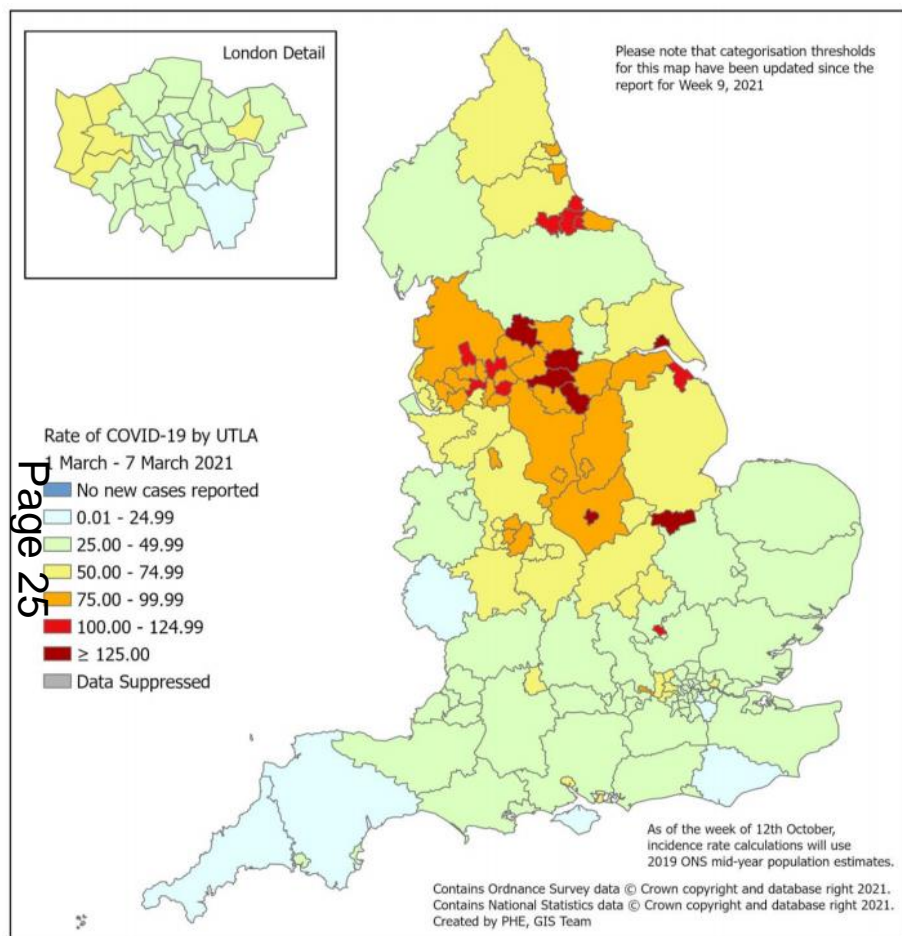 London Detail
Please note that categorisation thresholds
for this map have been updated since the
report for Week 9, 2021
Rate of COVID-19 by UTLA
1 March - 7 March 2021
No new cases reported
0.01 - 24.99
25.00 - 49.99
50.00 - 74.99
75.00 - 99.99
100.00 - 124.99
≥ 125.00
Data Suppressed
Page 25
As of the week of 12th October,
incidence rate calculations will use
2019 ONS mid-year population estimates.
Contains Ordnance Survey data © Crown copyright and database right 2021.
Contains National Statistics data © Crown copyright and database right 2021.
Created by PHE, GIS Team